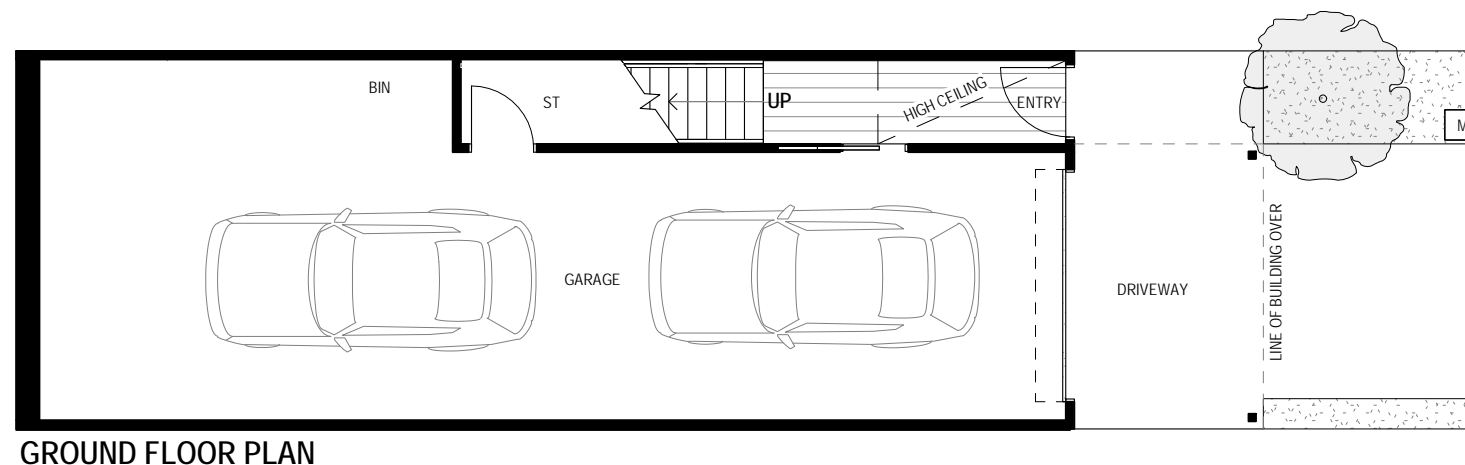 BIN
ST
UP
HIGH CEILING
ENTRY
M
GARAGE
DRIVEWAY
LINE OF BUILDING OVER
GROUND FLOOR PLAN